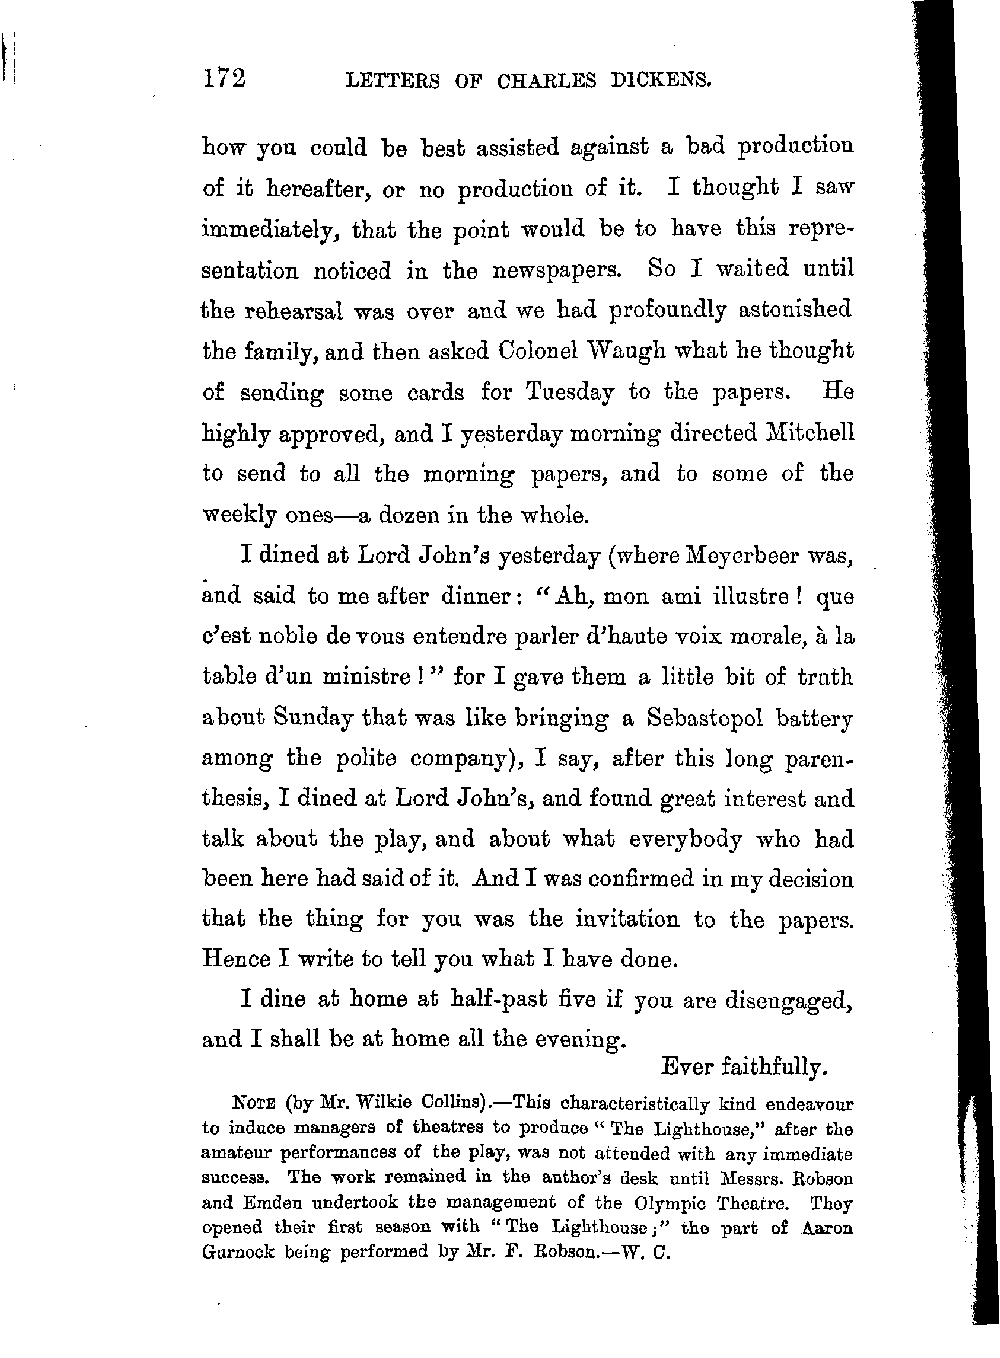 172 LETTERS OF CHARLES DICKENS.
how you could be best assisted against a bad production
of it hereafter, or no production of it. I thought I saw
immediately, that the point would be to have this repre-
sentation noticed in the newspapers. So I waited until
the rehearsal was over and we had profoundly astonished
the family, and then asked Colonel Waugh what he thought
of sending some cards for Tuesday to the papers. He
highly approved, and I yesterday morning directed Mitchell
to send to all the morning papers, and to some of the
weekly ones—a dozen in the whole.
I dined at Lord John's yesterday (where Meyerbeer was,
and said to me after dinner: “Ah, mon ami illustre! que
c'est noble de vous entendre parler d'haute voix morale, à la
table d'un ministre!” for I gave them a little bit of truth
about Sunday that was like bringing a Sebastopol battery
among the polite company), I say, after this long paren-
thesis, I dined at Lord John's, and found great interest and
talk about the play, and about what everybody who had
been here had said of it. And I was confirmed in my decision
that the thing for you was the invitation to the papers.
Hence I write to tell you what I have done.
I dine at home at half-past five if you are disengaged,
and I shall be at home all the evening.
Ever faithfully.
NOTE (by Mr. Wilkie Collins).—This characteristically kind endeavour
to induce managers of theatres to produce “The Lighthouse,” after the
amateur performances of the play, was not attended with any immediate
success. The work remained in the author's desk until Messrs. Robson
and Emden undertook the management of the Olympic Theatre. They
opened their first season with “The Lighthouse;” the part of Aaron
Gurnock being performed by Mr. F. Robson.—W. C.